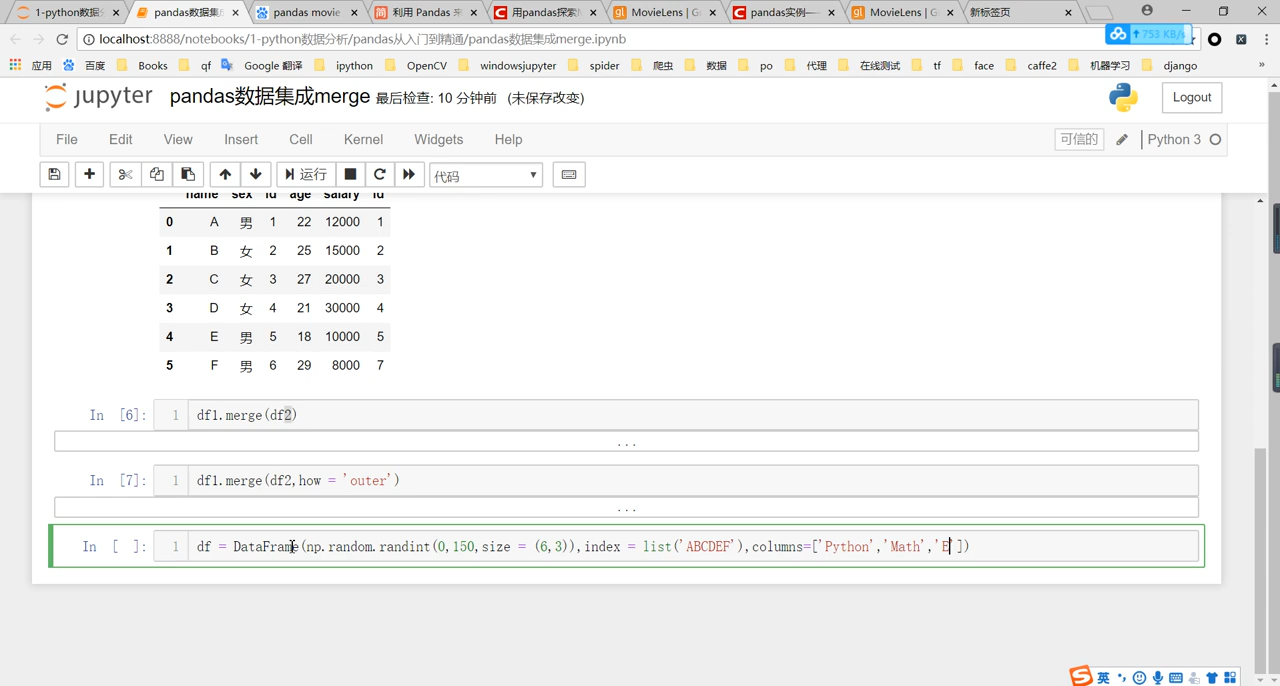 1-python数据分
pandas数据集
pandas movie
利用 Pandas 来
用pandas探索
MovieLens | Gr
pandas实例—
MovieLens | G
新标签页
localhost:8888/notebooks/1-python数据分析/pandas从入门到精通/pandas数据集成merge.ipynb
753 KB/s
应用 百度 Books qf Google 翻译 ipython OpenCV windowsjupyter spider 爬虫 数据 po 代理 在线测试 tf face caffe2 机器学习 django »
jupyter pandas数据集成merge 最后检查: 10 分钟前 (未保存改变) Logout
File Edit View Insert Cell Kernel Widgets Help 可信的 Python 3
运行 代码
name sex id age salary id
0 A 男 1 22 12000 1
1 B 女 2 25 15000 2
2 C 女 3 27 20000 3
3 D 女 4 21 30000 4
4 E 男 5 18 10000 5
5 F 男 6 29 8000 7
In [6]: 1 df1.merge(df2)
...
In [7]: 1 df1.merge(df2,how = 'outer')
...
In [ ]: 1 df = DataFrame(np.random.randint(0,150,size = (6,3)),index = list('ABCDEF'),columns=['Python','Math','E'])
英